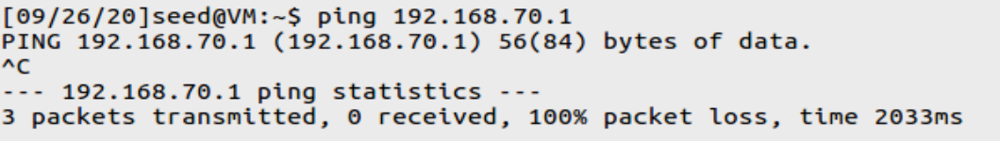 [09/26/20]seed@VM:~$ ping 192.168.70.1
PING 192.168.70.1 (192.168.70.1) 56(84) bytes of data.
^C
--- 192.168.70.1 ping statistics ---
3 packets transmitted, 0 received, 100% packet loss, time 2033ms